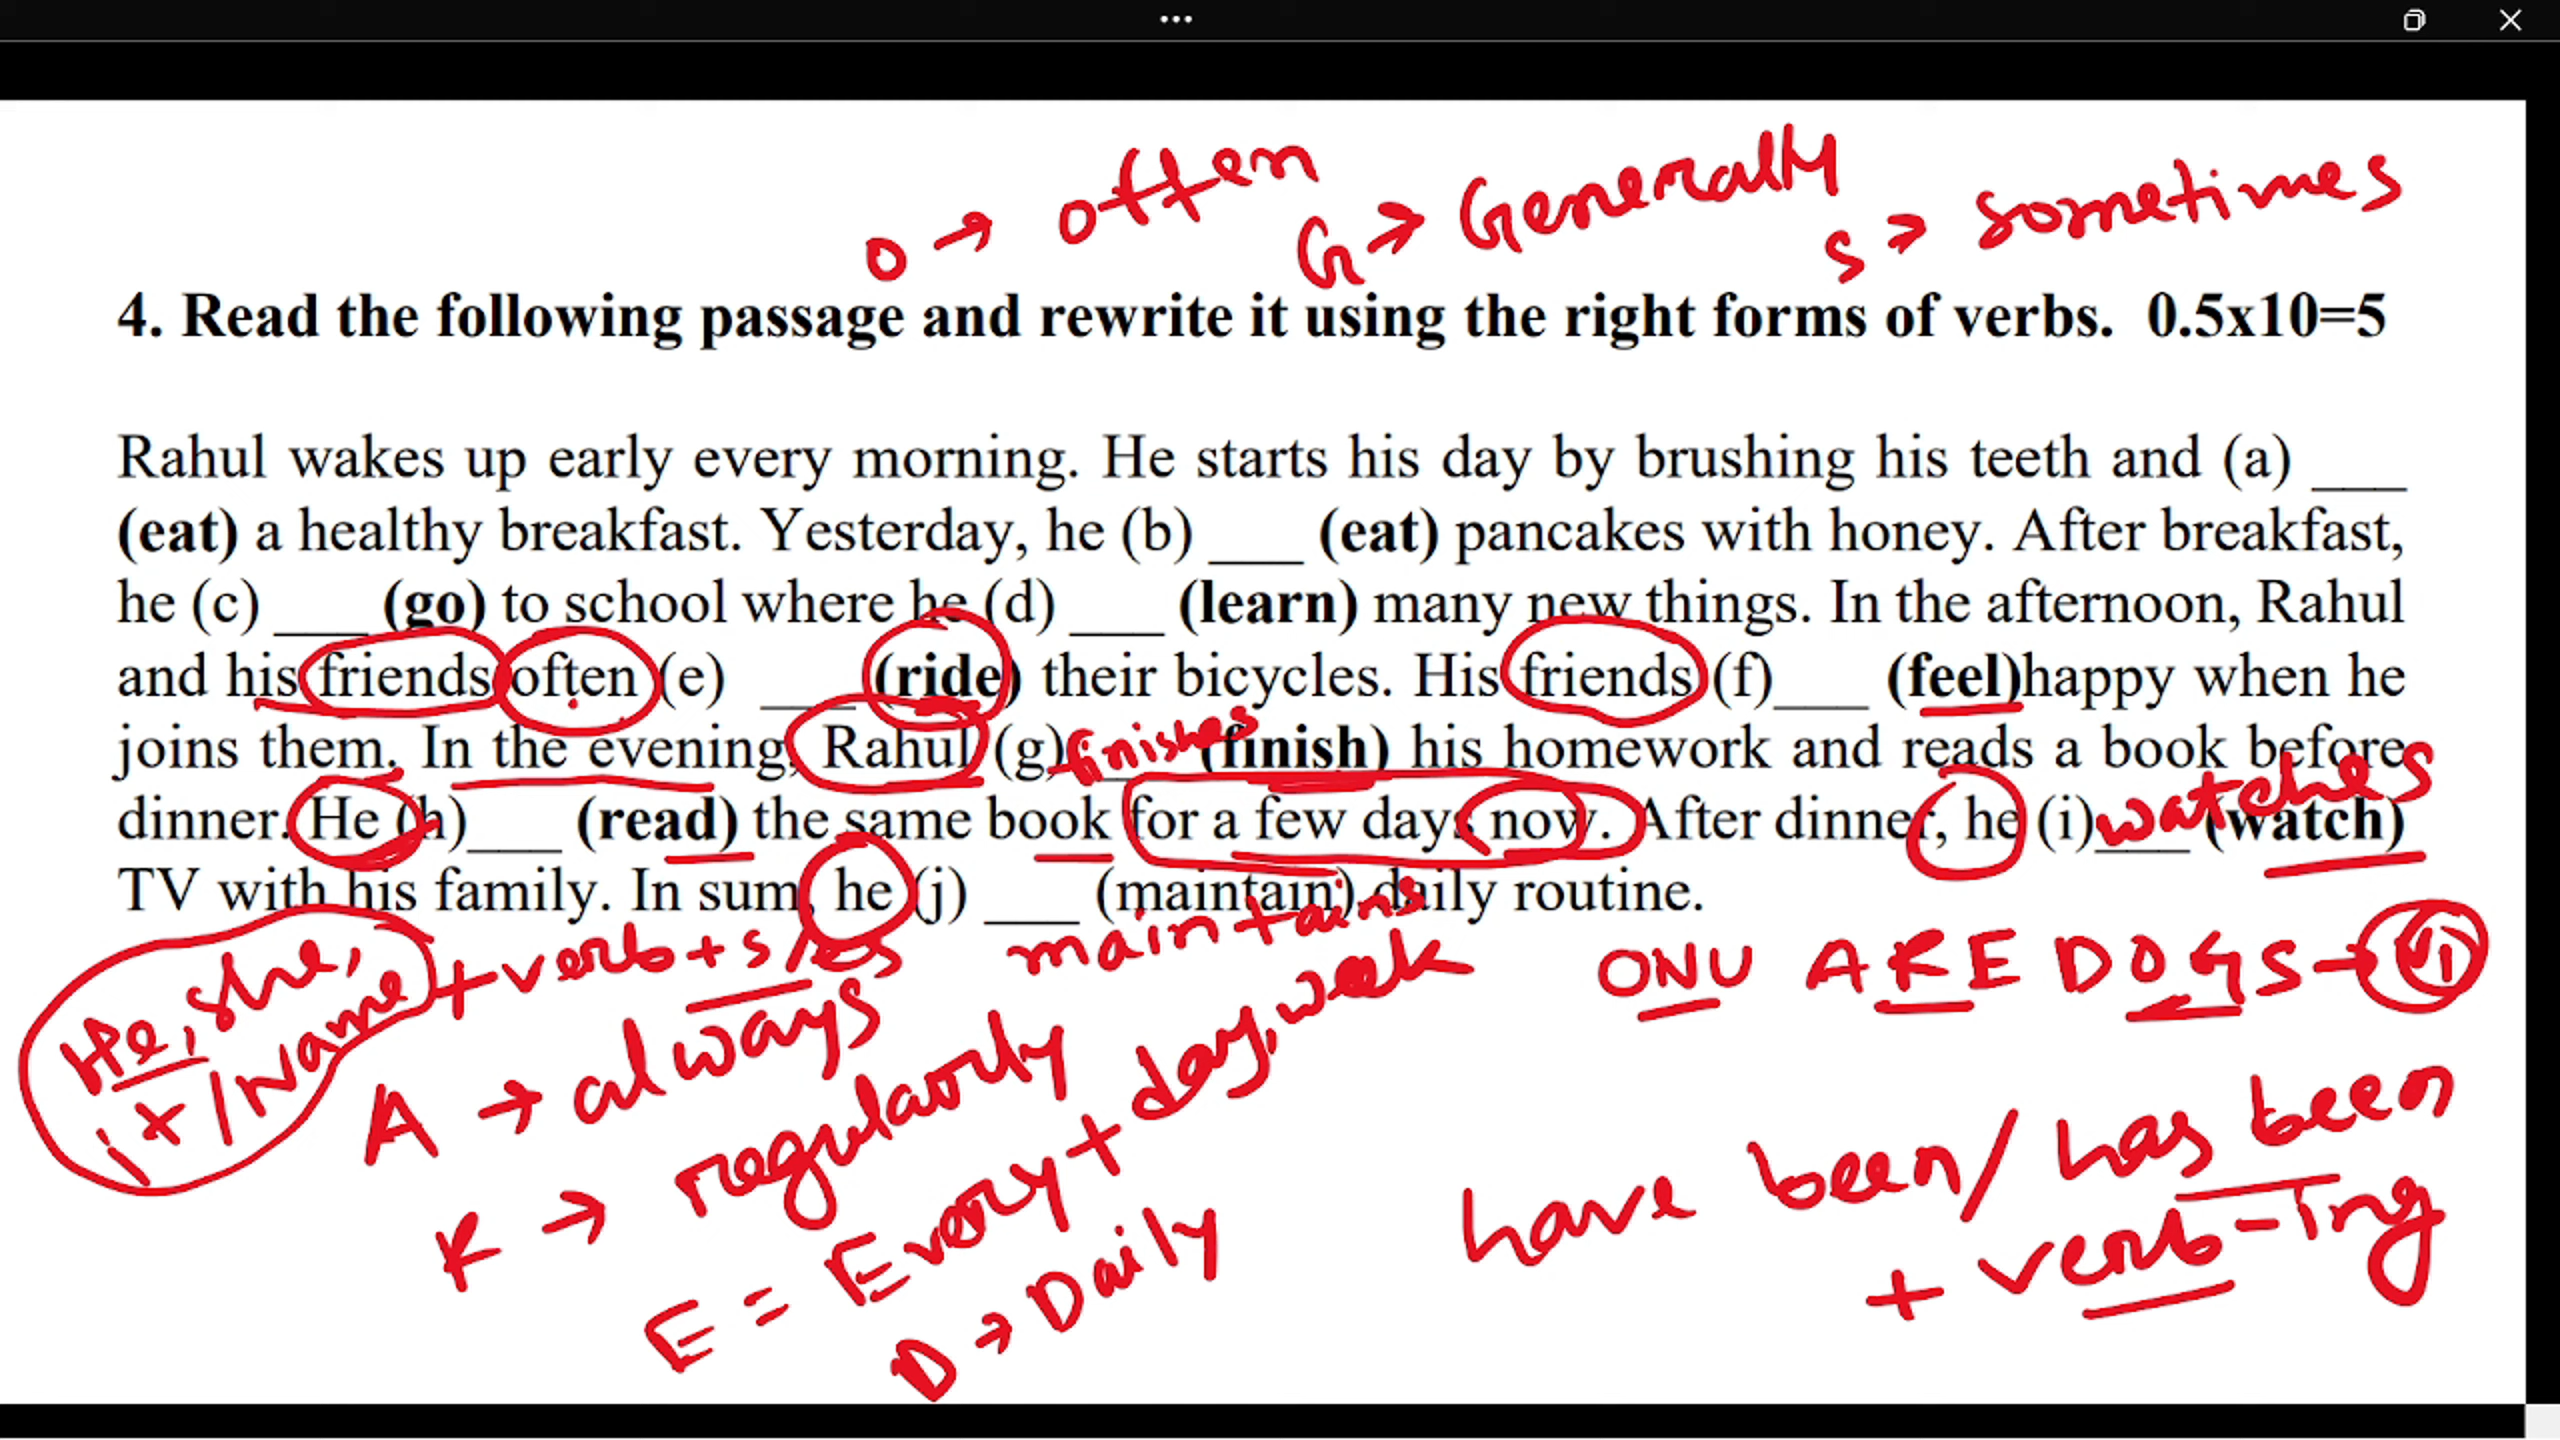 o → often G → Generally s → sometimes
4. Read the following passage and rewrite it using the right forms of verbs. 0.5x10=5
Rahul wakes up early every morning. He starts his day by brushing his teeth and (a) ___
(eat) a healthy breakfast. Yesterday, he (b) ___ (eat) pancakes with honey. After breakfast,
he (c) ___ (go) to school where he (d) ___ (learn) many new things. In the afternoon, Rahul
and his friends often (e) ___ (ride) their bicycles. His friends (f)___ (feel)happy when he
joins them. In the evening, Rahul (g)___ finishes (finish) his homework and reads a book before
dinner. He (h)___ (read) the same book for a few days now. After dinner, he (i)___ watches (watch)
TV with his family. In sum, he (j) ___ (maintain) daily routine.
maintains
He, she,
it/Name + verb + s/es
ONU ARE DOGS → V1
A → always
R → regularly
E = Every + day, week
D → Daily
have been/ has been
+ verb-ing